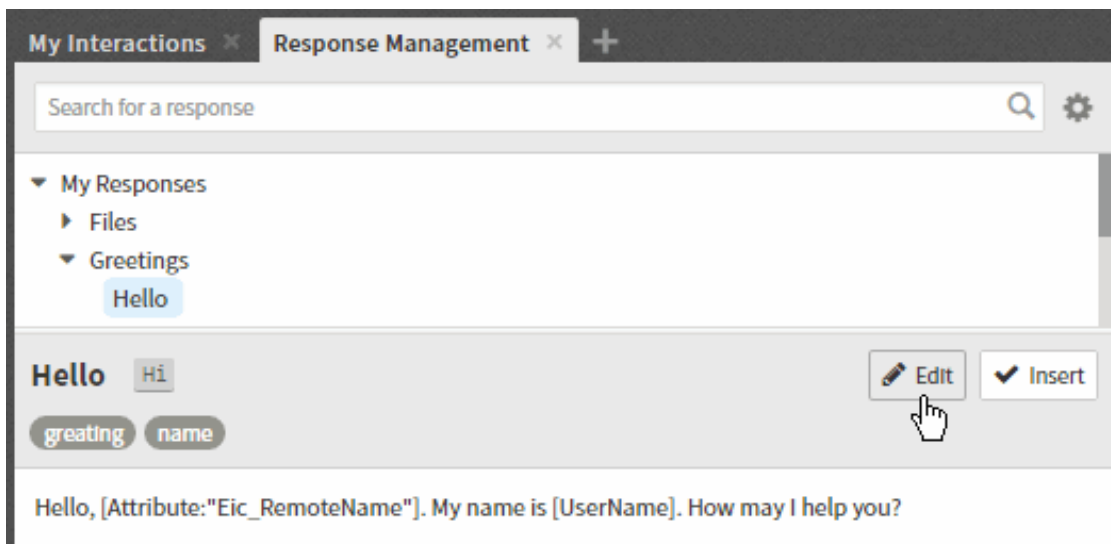 My Interactions Response Management
Search for a response
My Responses
Files
Greetings
Hello
Hello Hi Edit Insert
greating name
Hello, [Attribute:"Eic_RemoteName"]. My name is [UserName]. How may I help you?